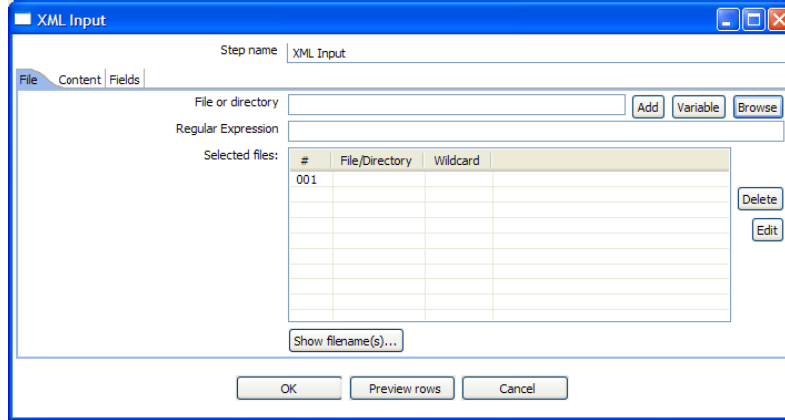 XML Input
Step name XML Input
File Content Fields
File or directory Add Variable Browse
Regular Expression
Selected files: # File/Directory Wildcard
001
Delete
Edit
Show filename(s)...
OK Preview rows Cancel